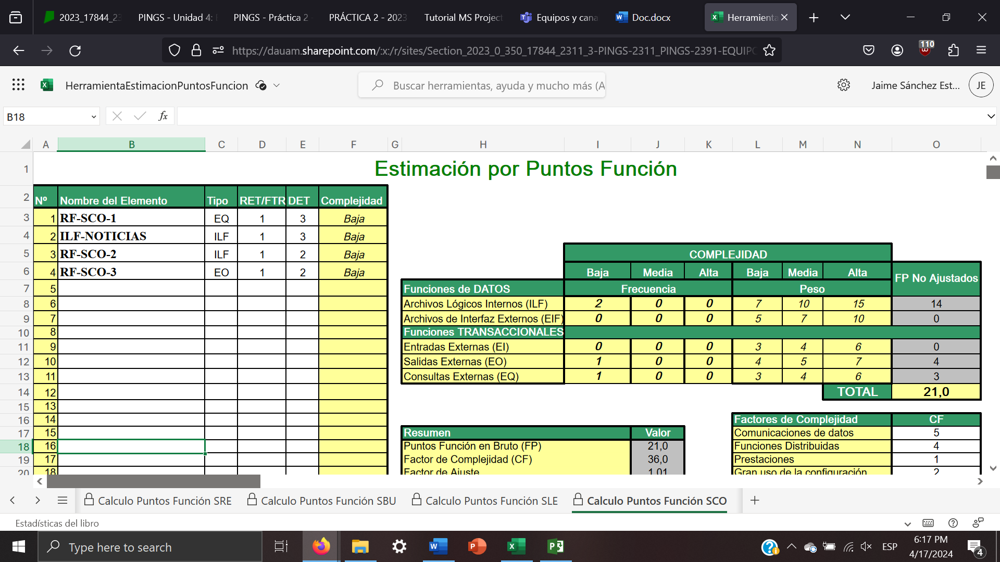 2023_17844_23
PINGS - Unidad 4:
PINGS - Práctica 2 -
PRÁCTICA 2 - 2023
Tutorial MS Project
Equipos y cana
Doc.docx
Herramienta
https://dauam.sharepoint.com/:x:/r/sites/Section_2023_0_350_17844_2311_3-PINGS-2311_PINGS-2391-EQUIPO
110
HerramientaEstimacionPuntosFuncion
Buscar herramientas, ayuda y mucho más (A
Jaime Sánchez Est...
JE
B18
fx
A B C D E F G H I J K L M N O
1 Estimación por Puntos Función
2 Nº Nombre del Elemento Tipo RET/FTR DET Complejidad
3 1 RF-SCO-1 EQ 1 3 Baja
4 2 ILF-NOTICIAS ILF 1 3 Baja
5 3 RF-SCO-2 ILF 1 2 Baja COMPLEJIDAD
6 4 RF-SCO-3 EO 1 2 Baja Baja Media Alta Baja Media Alta FP No Ajustados
7 5 Funciones de DATOS Frecuencia Peso
8 6 Archivos Lógicos Internos (ILF) 2 0 0 7 10 15 14
9 7 Archivos de Interfaz Externos (EIF) 0 0 0 5 7 10 0
10 8 Funciones TRANSACCIONALES
11 9 Entradas Externas (EI) 0 0 0 3 4 6 0
12 10 Salidas Externas (EO) 1 0 0 4 5 7 4
13 11 Consultas Externas (EQ) 1 0 0 3 4 6 3
14 12 TOTAL 21,0
15 13
16 14 Factores de Complejidad CF
17 15 Resumen Valor Comunicaciones de datos 5
18 16 Puntos Función en Bruto (FP) 21,0 Funciones Distribuidas 4
19 17 Factor de Complejidad (CF) 36,0 Prestaciones 1
20 18 Factor de Ajuste 1,01 Gran uso de la configuración 2
Calculo Puntos Función SRE
Calculo Puntos Función SBU
Calculo Puntos Función SLE
Calculo Puntos Función SCO
Estadísticas del libro
Type here to search
ESP
6:17 PM
4/17/2024
4